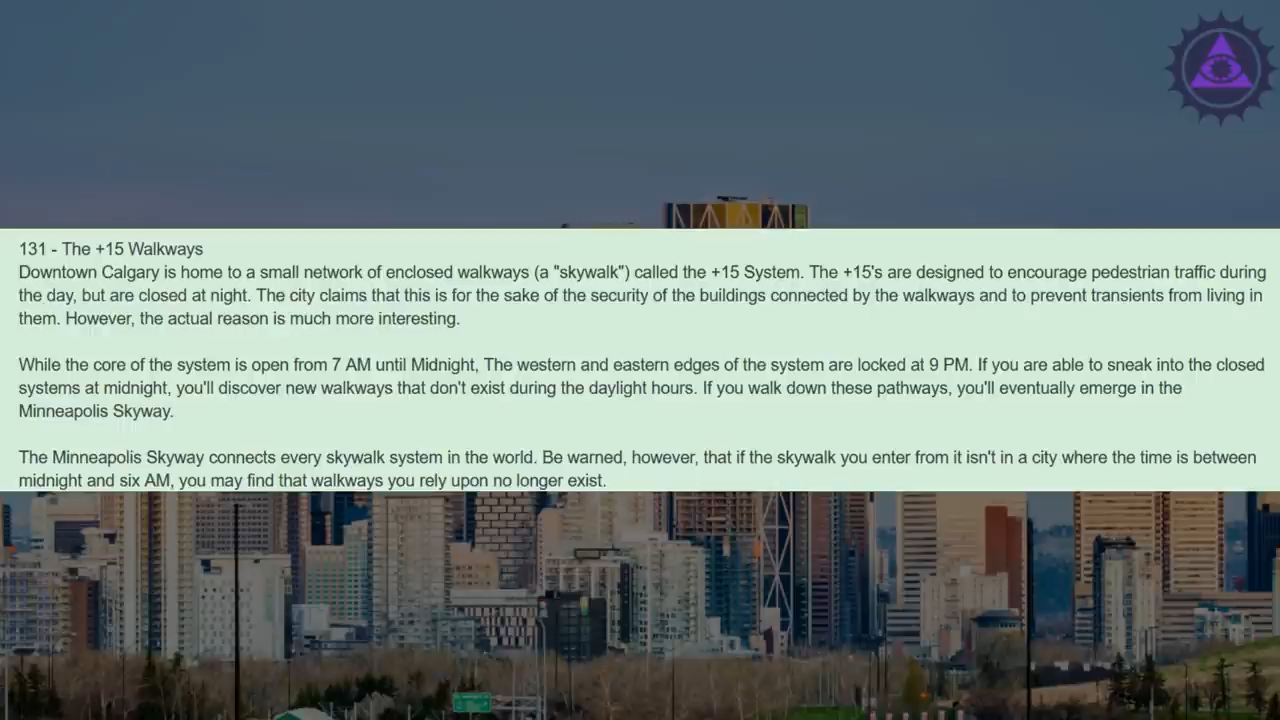 131 - The +15 Walkways
Downtown Calgary is home to a small network of enclosed walkways (a "skywalk") called the +15 System. The +15's are designed to encourage pedestrian traffic during
the day, but are closed at night. The city claims that this is for the sake of the security of the buildings connected by the walkways and to prevent transients from living in
them. However, the actual reason is much more interesting.
While the core of the system is open from 7 AM until Midnight, The western and eastern edges of the system are locked at 9 PM. If you are able to sneak into the closed
systems at midnight, you'll discover new walkways that don't exist during the daylight hours. If you walk down these pathways, you'll eventually emerge in the
Minneapolis Skyway.
The Minneapolis Skyway connects every skywalk system in the world. Be warned, however, that if the skywalk you enter from it isn't in a city where the time is between
midnight and six AM, you may find that walkways you rely upon no longer exist.